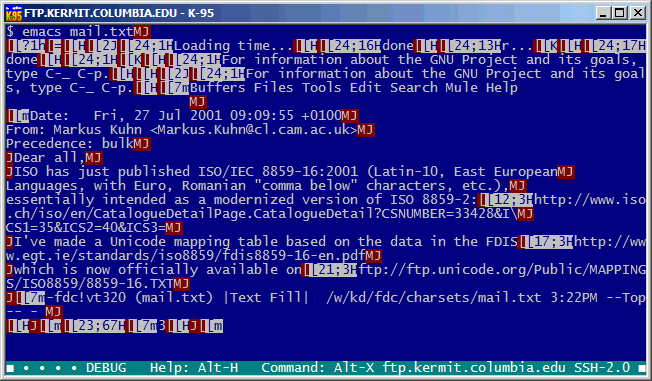 K95 FTP.KERMIT.COLUMBIA.EDU - K-95
$ emacs mail.txtMJ
[[?1h[=[[H[[2J[[24;1HLoading time...[[H[[24;16Hdone[[H[[24;13Hr...[[K[[H[[24;17H
done[[H[[24;1H[[K[[H[[24;1HFor information about the GNU Project and its goals,
type C-_ C-p.[[H[[H[[2J[[24;1HFor information about the GNU Project and its goal
s, type C-_ C-p.[[H[[7mBuffers Files Tools Edit Search Mule Help
MJ
[[mDate:   Fri, 27 Jul 2001 09:09:55 +0100MJ
From: Markus Kuhn <Markus.Kuhn@cl.cam.ac.uk>MJ
Precedence: bulkMJ
JDear all,MJ
JISO has just published ISO/IEC 8859-16:2001 (Latin-10, East EuropeanMJ
Languages, with Euro, Romanian "comma below" characters, etc.),MJ
essentially intended as a modernized version of ISO 8859-2:[[12;3Hhttp://www.iso
.ch/iso/en/CatalogueDetailPage.CatalogueDetail?CSNUMBER=33428&I\MJ
CS1=35&ICS2=40&ICS3=MJ
JI've made a Unicode mapping table based on the data in the FDIS[[17;3Hhttp://ww
w.egt.ie/standards/iso8859/fdis8859-16-en.pdfMJ
Jwhich is now officially available on[[21;3Hftp://ftp.unicode.org/Public/MAPPING
S/ISO8859/8859-16.TXTMJ
J[[7m-fdc!vt320 (mail.txt) |Text Fill|  /w/kd/fdc/charsets/mail.txt 3:22PM --Top
-- - MJ
[[HJ[[m[[23;67H[[7m3[[HJ[[m
DEBUG   Help: Alt-H   Command: Alt-X ftp.kermit.columbia.edu SSH-2.0